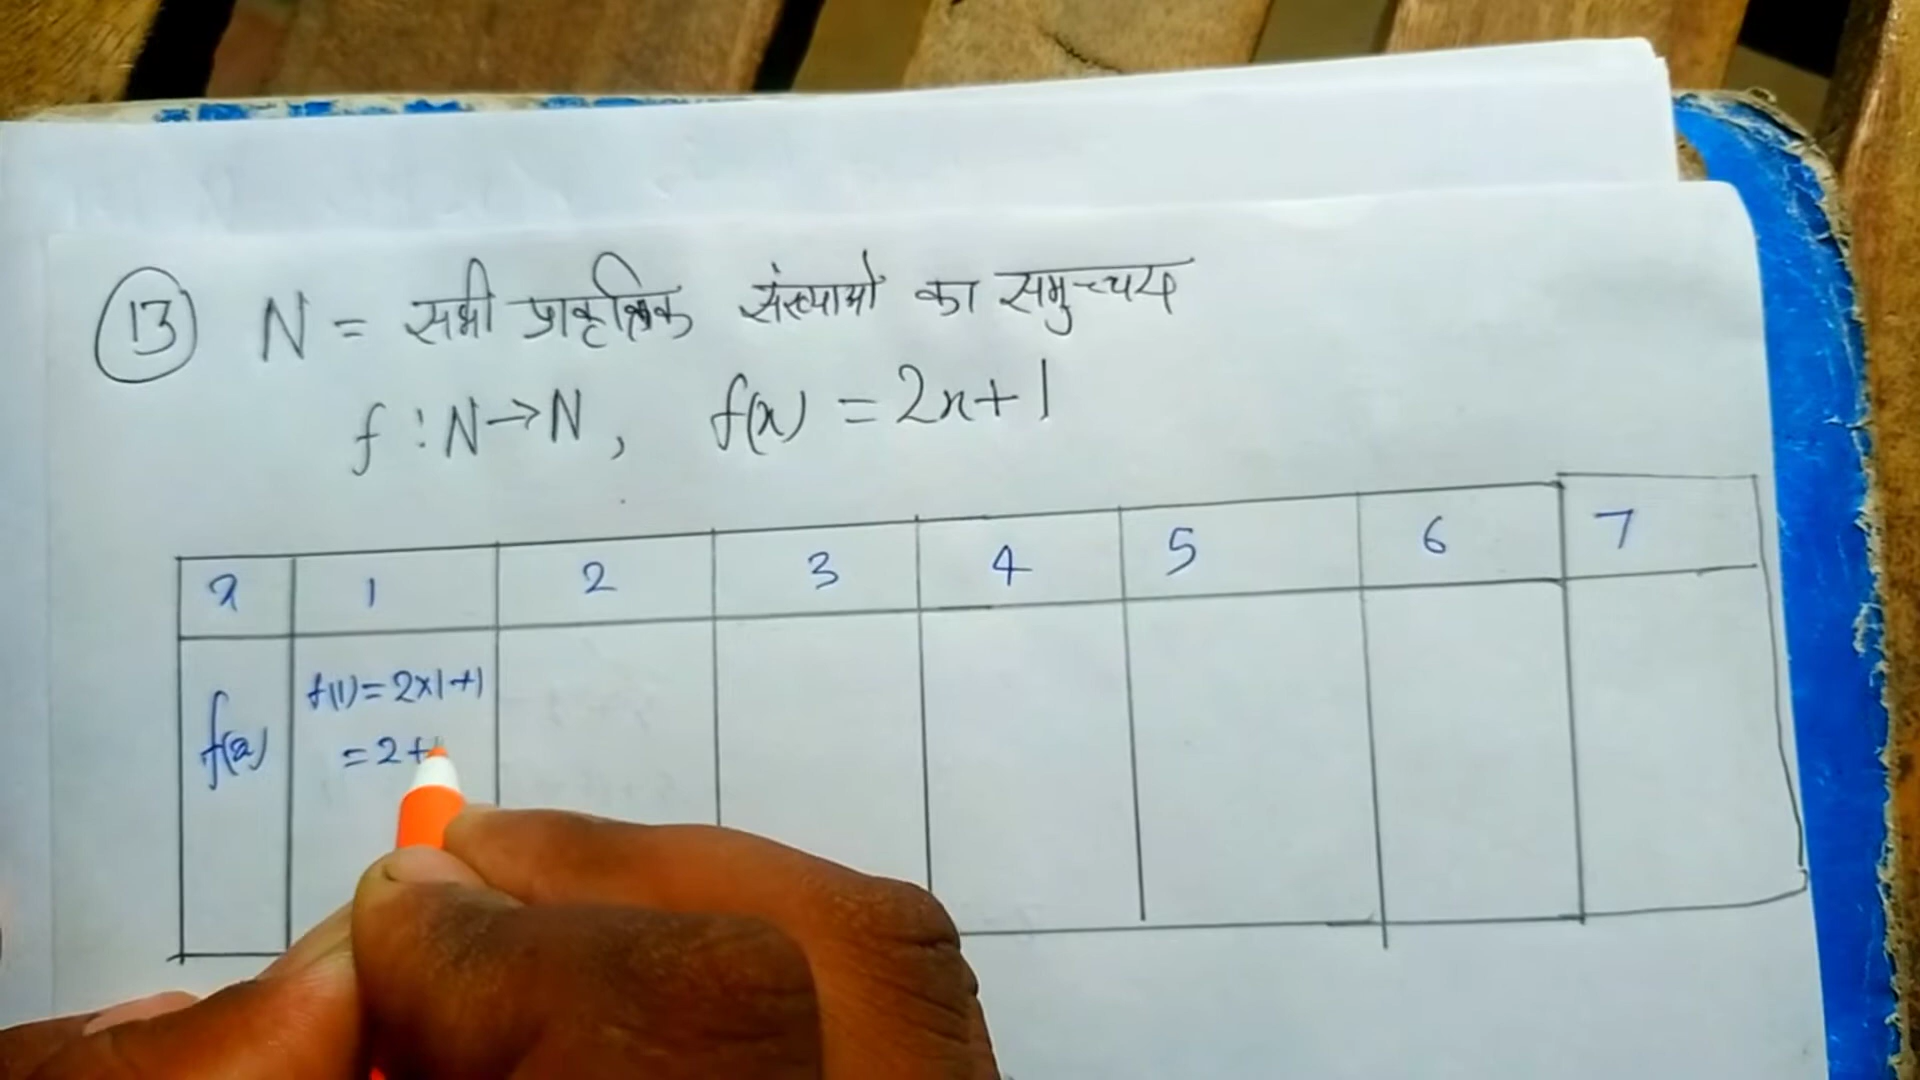 13 N = सभी प्राकृतिक संख्याओं का समुच्चय
f : N→N, f(x) = 2x+1
x 1 2 3 4 5 6 7
f(x) f(1)=2×1+1
=2+